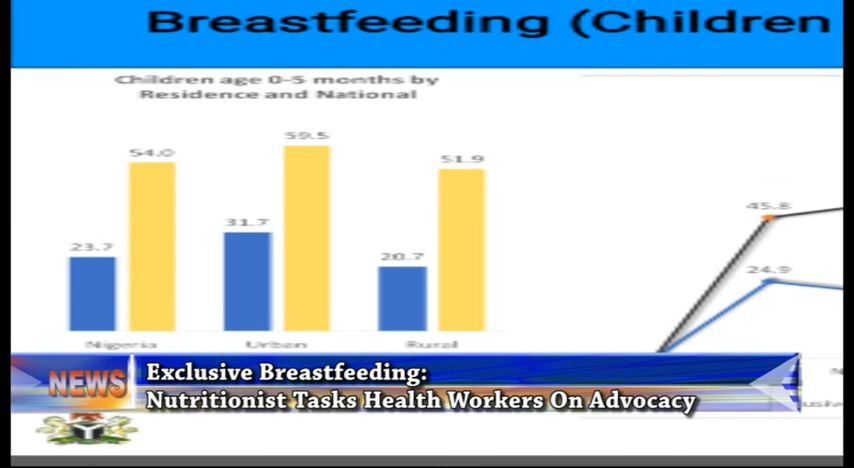 Breastfeeding (Children
Children age 0-5 months by
Residence and National
54.0
59.5
51.9
23.7
31.7
20.7
Nigeria
Urban
Rural
45.8
24.9
NEWS
Exclusive Breastfeeding:
Nutritionist Tasks Health Workers On Advocacy